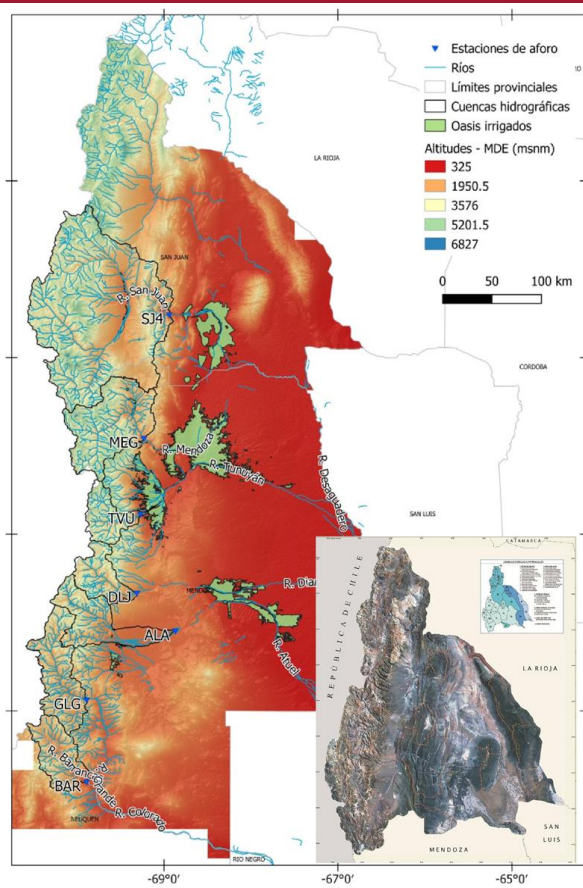 Estaciones de aforo
Ríos
Límites provinciales
Cuencas hidrográficas
Oasis irrigados
Altitudes - MDE (msnm)
325
1950.5
3576
5201.5
6827
0 50 100 km
LA RIOJA
SAN JUAN
R. San Juan
SJ4
CORDOBA
MEG
R. Mendoza
R. Tunuyán
R. Desaguadero
TVU
SAN LUIS
DLJ
R. Dia
ALA
R. Atuel
GLG
R. Barrancas
R. Grande
BAR
R. Colorado
NEUQUEN
RIO NEGRO
CATAMARCA
REPÚBLICA DE CHILE
LA RIOJA
SAN LUIS
MENDOZA
-69°0'
-67°0'
-65°0'